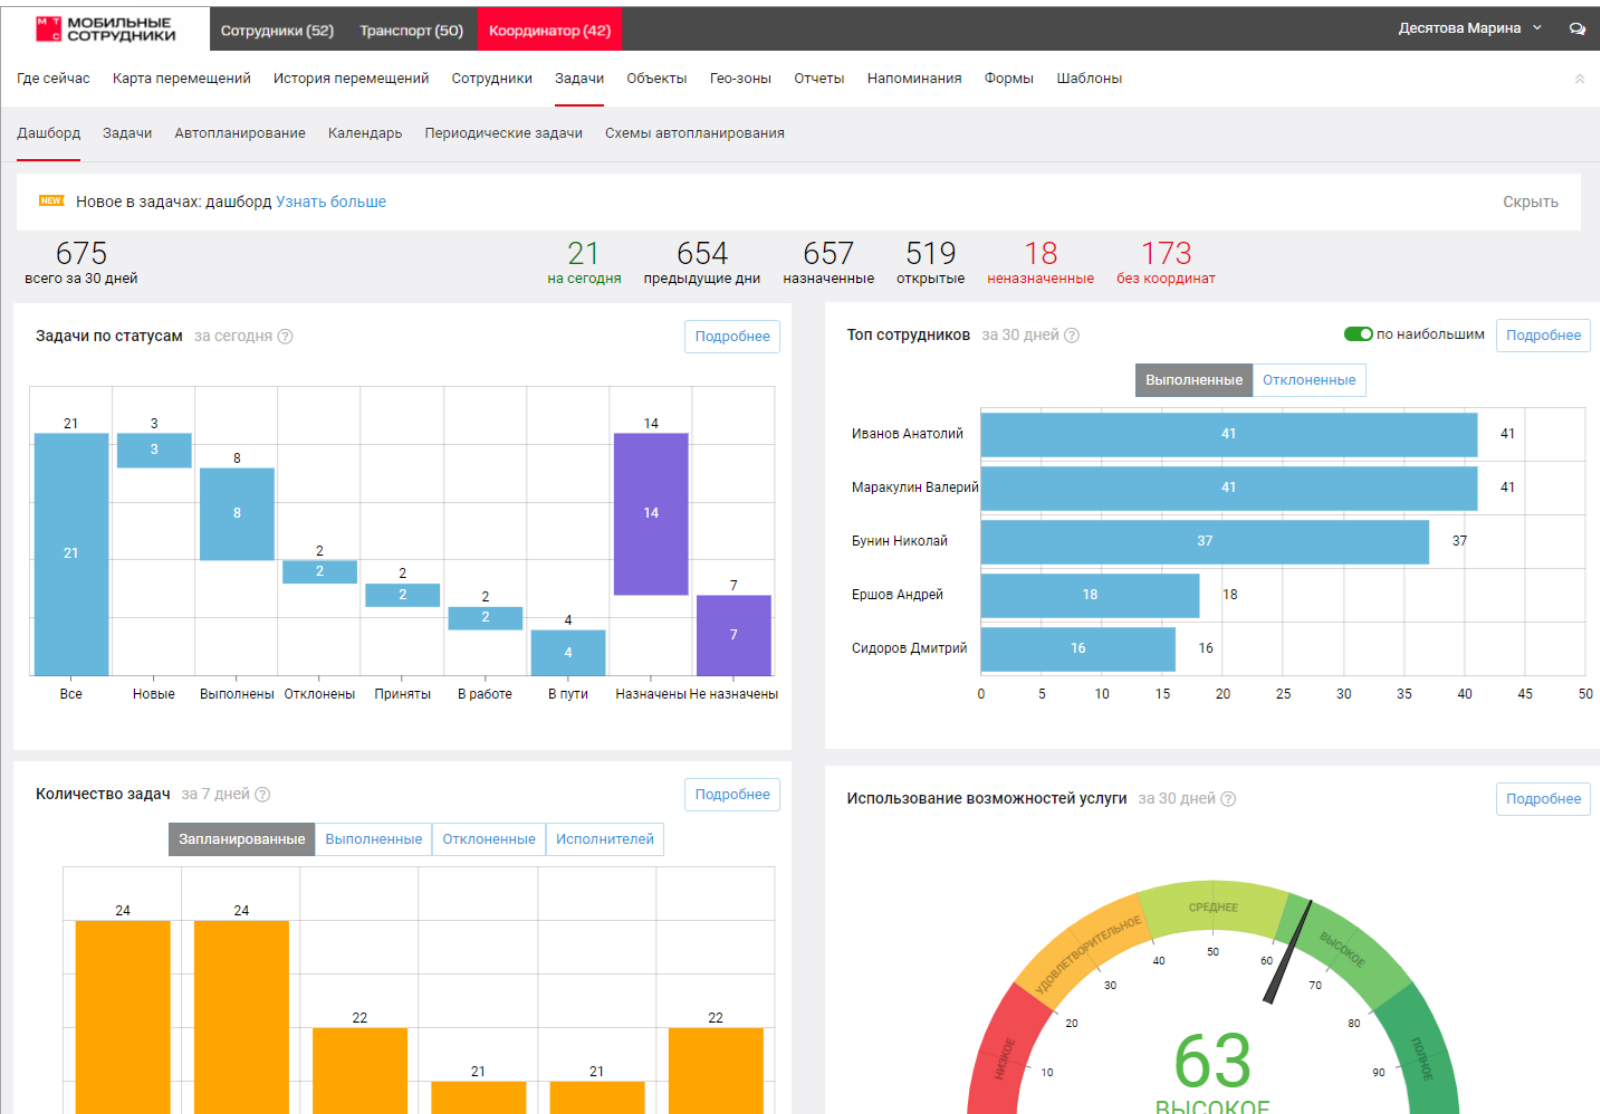 МТС МОБИЛЬНЫЕ СОТРУДНИКИ
Сотрудники (52) Транспорт (50) Координатор (42) Десятова Марина
Где сейчас Карта перемещений История перемещений Сотрудники Задачи Объекты Гео-зоны Отчеты Напоминания Формы Шаблоны
Дашборд Задачи Автопланирование Календарь Периодические задачи Схемы автопланирования
NEW Новое в задачах: дашборд Узнать больше Скрыть
675 21 654 657 519 18 173
всего за 30 дней на сегодня предыдущие дни назначенные открытые неназначенные без координат
Задачи по статусам за сегодня ? Подробнее
21 3 8 2 2 2 4 14 7
21 3 8 2 2 2 4 14 7
Все Новые Выполнены Отклонены Приняты В работе В пути Назначены Не назначены
Топ сотрудников за 30 дней ? по наибольшим Подробнее
Выполненные Отклоненные
Иванов Анатолий 41 41
Маракулин Валерий 41 41
Бунин Николай 37 37
Ершов Андрей 18 18
Сидоров Дмитрий 16 16
0 5 10 15 20 25 30 35 40 45 50
Количество задач за 7 дней ? Подробнее
Запланированные Выполненные Отклоненные Исполнителей
24 24 22 21 21 22
Использование возможностей услуги за 30 дней ? Подробнее
НИЗКОЕ УДОВЛЕТВОРИТЕЛЬНОЕ СРЕДНЕЕ ВЫСОКОЕ ПОЛНОЕ
10 20 30 40 50 60 70 80 90
63
ВЫСОКОЕ